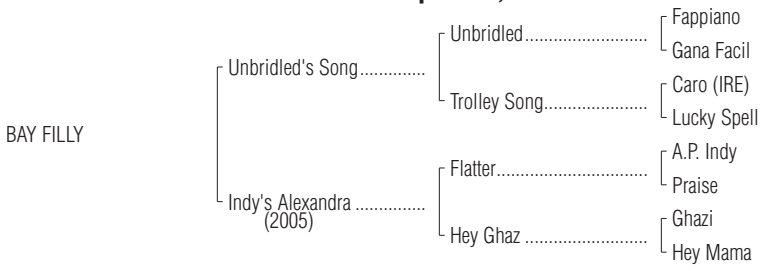 Fappiano
Unbridled
Gana Facil
Unbridled's Song
Caro (IRE)
Trolley Song
Lucky Spell
BAY FILLY
A.P. Indy
Flatter
Praise
Indy's Alexandra
(2005)
Ghazi
Hey Ghaz
Hey Mama